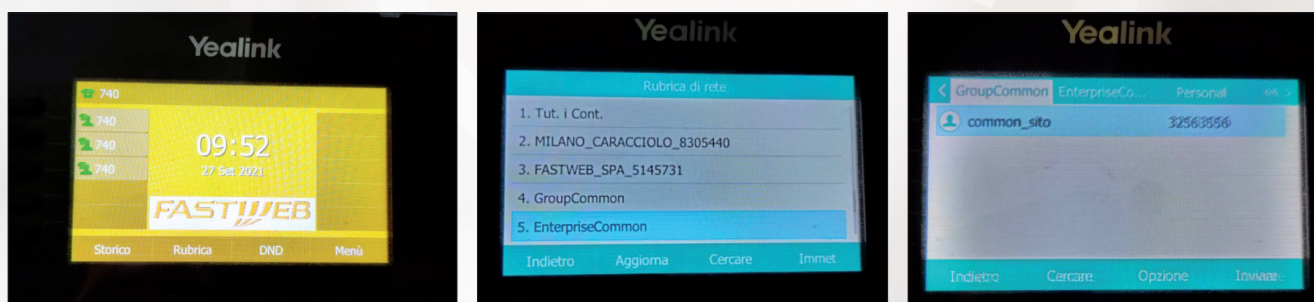 Yealink
740
740
740
740
09:52
27 Set 2021
FASTWEB
Storico Rubrica DND Menù
Yealink
Rubrica di rete
1. Tut. i Cont.
2. MILANO_CARACCIOLO_8305440
3. FASTWEB_SPA_5145731
4. GroupCommon
5. EnterpriseCommon
Indietro Aggiorna Cercare Immet
Yealink
GroupCommon EnterpriseCo... Personal
common_sito
Indietro Cercare Opzione Inviare